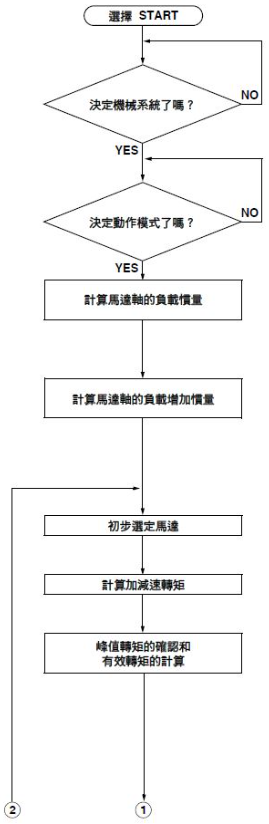 選擇 START
決定機械系統了嗎？
NO
YES
決定動作模式了嗎？
NO
YES
計算馬達軸的負載慣量
計算馬達軸的負載增加慣量
初步選定馬達
計算加減速轉矩
峰值轉矩的確認和
有效轉矩的計算
2
1